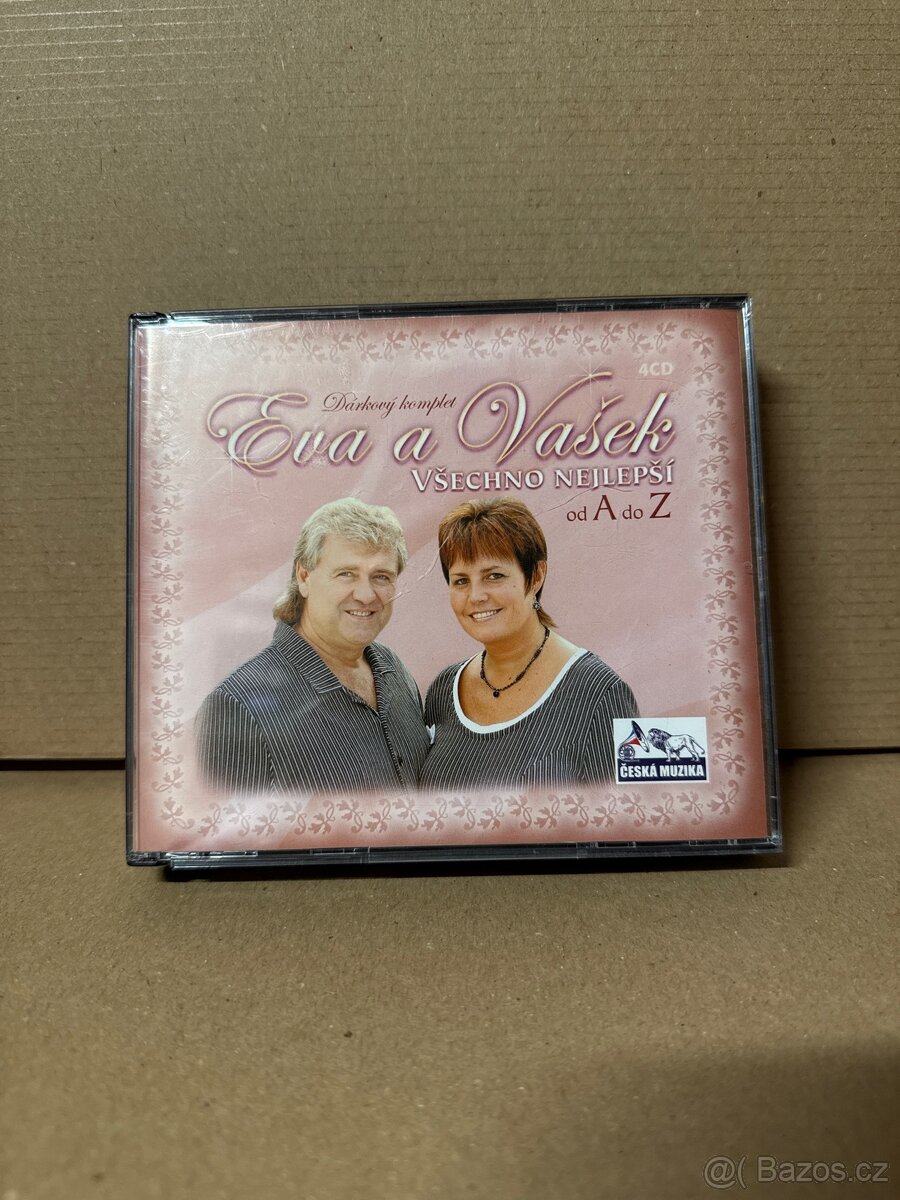 4CD
Dárkový komplet
Eva a Vašek
VŠECHNO NEJLEPŠÍ
od A do Z
ČESKÁ MUZIKA
@( Bazos.cz